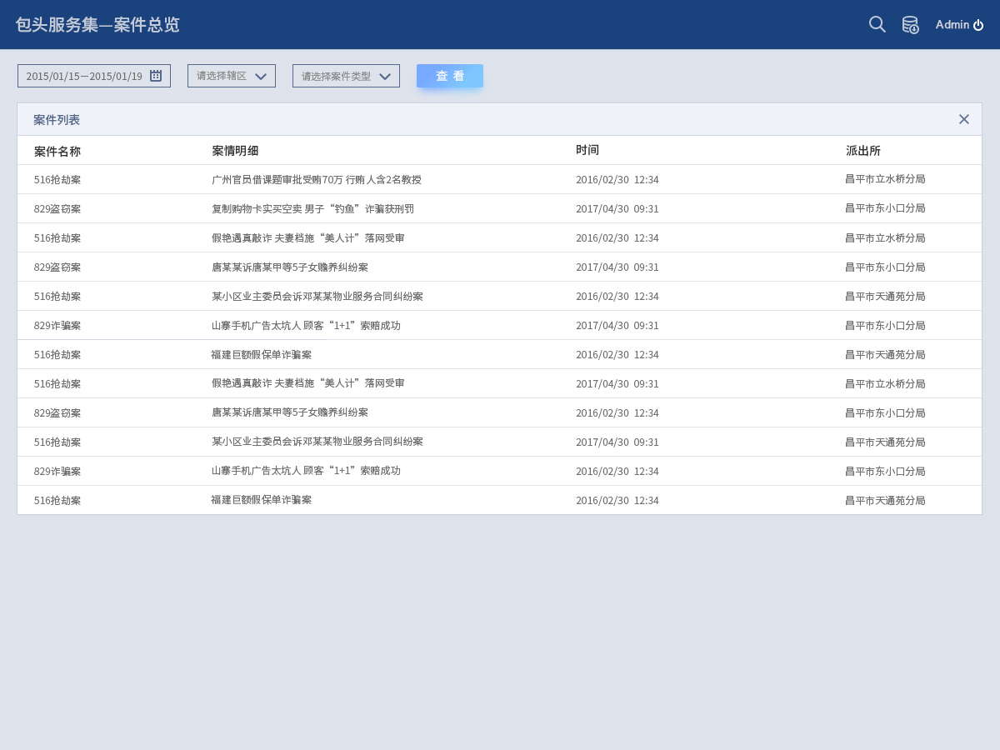 包头服务集—案件总览
Admin
2015/01/15—2015/01/19 请选择辖区 请选择案件类型 查 看
案件列表
案件名称 案情明细 时间 派出所
516抢劫案 广州官员借课题审批受贿70万 行贿人含2名教授 2016/02/30 12:34 昌平市立水桥分局
829盗窃案 复制购物卡实买空卖 男子“钓鱼”诈骗获刑罚 2017/04/30 09:31 昌平市东小口分局
516抢劫案 假艳遇真敲诈 夫妻档施“美人计”落网受审 2016/02/30 12:34 昌平市立水桥分局
829盗窃案 唐某某诉唐某甲等5子女赡养纠纷案 2017/04/30 09:31 昌平市东小口分局
516抢劫案 某小区业主委员会诉邓某某物业服务合同纠纷案 2016/02/30 12:34 昌平市天通苑分局
829诈骗案 山寨手机广告太坑人 顾客“1+1”索赔成功 2017/04/30 09:31 昌平市东小口分局
516抢劫案 福建巨额假保单诈骗案 2016/02/30 12:34 昌平市天通苑分局
516抢劫案 假艳遇真敲诈 夫妻档施“美人计”落网受审 2017/04/30 09:31 昌平市立水桥分局
829盗窃案 唐某某诉唐某甲等5子女赡养纠纷案 2016/02/30 12:34 昌平市东小口分局
516抢劫案 某小区业主委员会诉邓某某物业服务合同纠纷案 2017/04/30 09:31 昌平市天通苑分局
829诈骗案 山寨手机广告太坑人 顾客“1+1”索赔成功 2016/02/30 12:34 昌平市东小口分局
516抢劫案 福建巨额假保单诈骗案 2016/02/30 12:34 昌平市天通苑分局